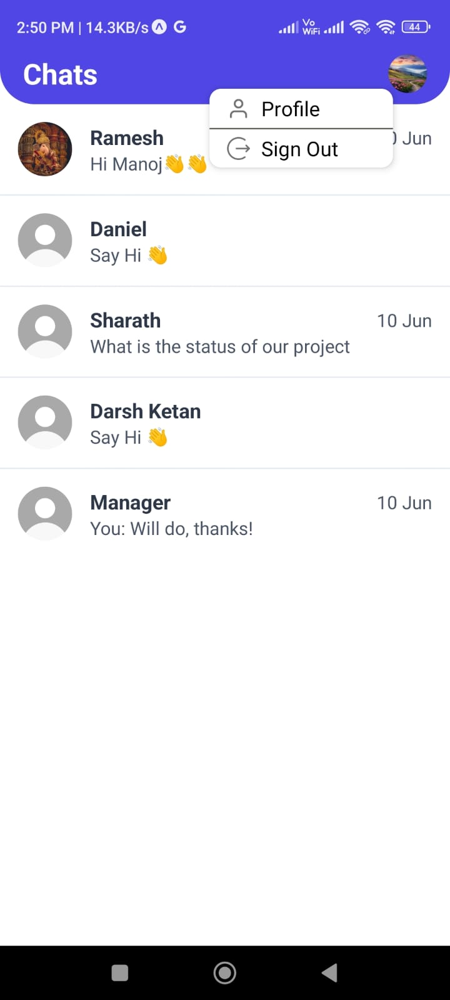 2:50 PM | 14.3KB/s G Vo WiFi 44
Chats
Profile
Ramesh Jun
Sign Out
Hi Manoj👋👋
Daniel
Say Hi 👋
Sharath 10 Jun
What is the status of our project
Darsh Ketan
Say Hi 👋
Manager 10 Jun
You: Will do, thanks!